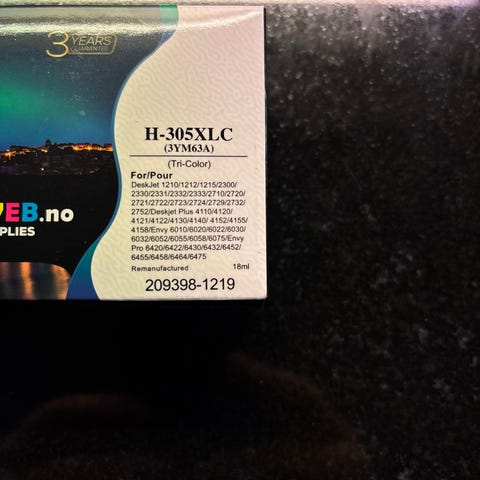 3 YEARS
GUARANTEE
H-305XLC
(3YM63A)
(Tri-Color)
For/Pour
DeskJet 1210/1212/1215/2300/
2330/2331/2332/2333/2710/2720/
2721/2722/2723/2724/2729/2732/
2752/Deskjet Plus 4110/4120/
4121/4122/4130/4140/ 4152/4155/
4158/Envy 6010/6020/6022/6030/
6032/6052/6055/6058/6075/Envy
Pro 6420/6422/6430/6432/6452/
6455/6458/6464/6475
Remanufactured 18ml
209398-1219
EB.no
PLIES